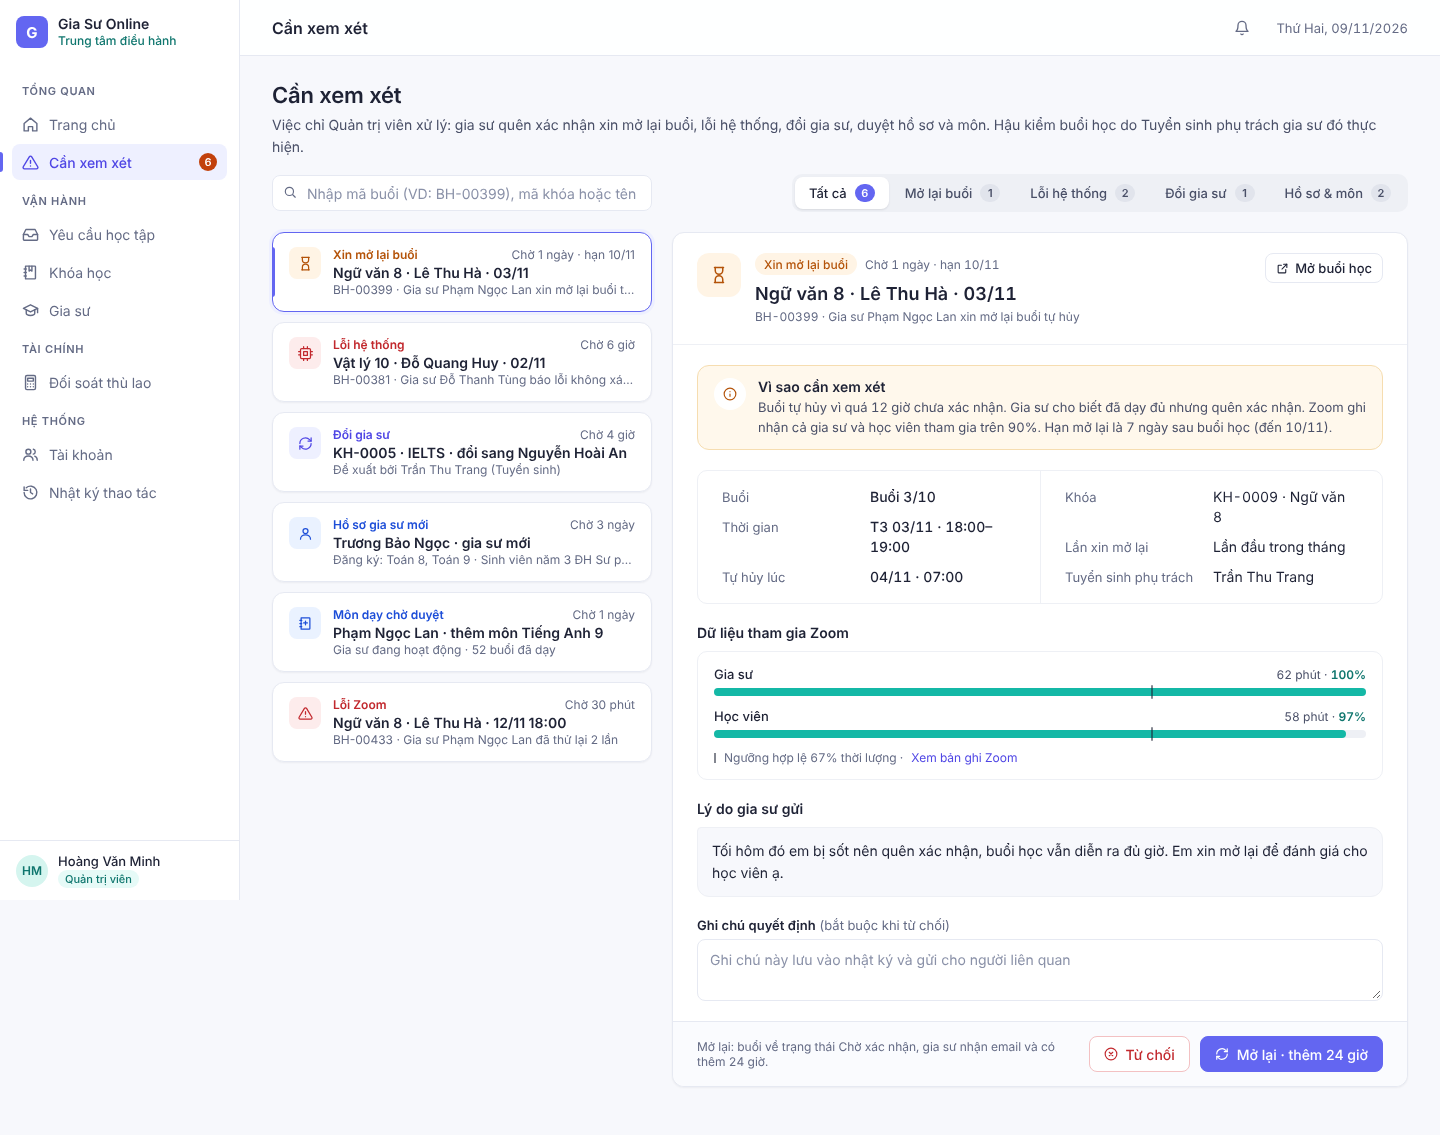 G
Gia Sư Online
Trung tâm điều hành
TỔNG QUAN
Trang chủ
Cần xem xét
6
VẬN HÀNH
Yêu cầu học tập
Khóa học
Gia sư
TÀI CHÍNH
Đối soát thù lao
HỆ THỐNG
Tài khoản
Nhật ký thao tác
HM
Hoàng Văn Minh
Quản trị viên
Cần xem xét
Thứ Hai, 09/11/2026
Cần xem xét
Việc chỉ Quản trị viên xử lý: gia sư quên xác nhận xin mở lại buổi, lỗi hệ thống, đổi gia sư, duyệt hồ sơ và môn. Hậu kiểm buổi học do Tuyển sinh phụ trách gia sư đó thực
hiện.
Nhập mã buổi (VD: BH-00399), mã khóa hoặc tên
Tất cả 6
Mở lại buổi 1
Lỗi hệ thống 2
Đổi gia sư 1
Hồ sơ & môn 2
Xin mở lại buổi
Chờ 1 ngày · hạn 10/11
Ngữ văn 8 · Lê Thu Hà · 03/11
BH-00399 · Gia sư Phạm Ngọc Lan xin mở lại buổi t…
Lỗi hệ thống
Chờ 6 giờ
Vật lý 10 · Đỗ Quang Huy · 02/11
BH-00381 · Gia sư Đỗ Thanh Tùng báo lỗi không xá…
Đổi gia sư
Chờ 4 giờ
KH-0005 · IELTS · đổi sang Nguyễn Hoài An
Đề xuất bởi Trần Thu Trang (Tuyển sinh)
Hồ sơ gia sư mới
Chờ 3 ngày
Trương Bảo Ngọc · gia sư mới
Đăng ký: Toán 8, Toán 9 · Sinh viên năm 3 ĐH Sư p…
Môn dạy chờ duyệt
Chờ 1 ngày
Phạm Ngọc Lan · thêm môn Tiếng Anh 9
Gia sư đang hoạt động · 52 buổi đã dạy
Lỗi Zoom
Chờ 30 phút
Ngữ văn 8 · Lê Thu Hà · 12/11 18:00
BH-00433 · Gia sư Phạm Ngọc Lan đã thử lại 2 lần
Xin mở lại buổi
Chờ 1 ngày · hạn 10/11
Mở buổi học
Ngữ văn 8 · Lê Thu Hà · 03/11
BH-00399 · Gia sư Phạm Ngọc Lan xin mở lại buổi tự hủy
Vì sao cần xem xét
Buổi tự hủy vì quá 12 giờ chưa xác nhận. Gia sư cho biết đã dạy đủ nhưng quên xác nhận. Zoom ghi
nhận cả gia sư và học viên tham gia trên 90%. Hạn mở lại là 7 ngày sau buổi học (đến 10/11).
Buổi
Buổi 3/10
Thời gian
T3 03/11 · 18:00–
19:00
Tự hủy lúc
04/11 · 07:00
Khóa
KH-0009 · Ngữ văn
8
Lần xin mở lại
Lần đầu trong tháng
Tuyển sinh phụ trách
Trần Thu Trang
Dữ liệu tham gia Zoom
Gia sư
62 phút · 100%
Học viên
58 phút · 97%
Ngưỡng hợp lệ 67% thời lượng · Xem bản ghi Zoom
Lý do gia sư gửi
Tối hôm đó em bị sốt nên quên xác nhận, buổi học vẫn diễn ra đủ giờ. Em xin mở lại để đánh giá cho
học viên ạ.
Ghi chú quyết định (bắt buộc khi từ chối)
Ghi chú này lưu vào nhật ký và gửi cho người liên quan
Mở lại: buổi về trạng thái Chờ xác nhận, gia sư nhận email và có
thêm 24 giờ.
Từ chối
Mở lại · thêm 24 giờ